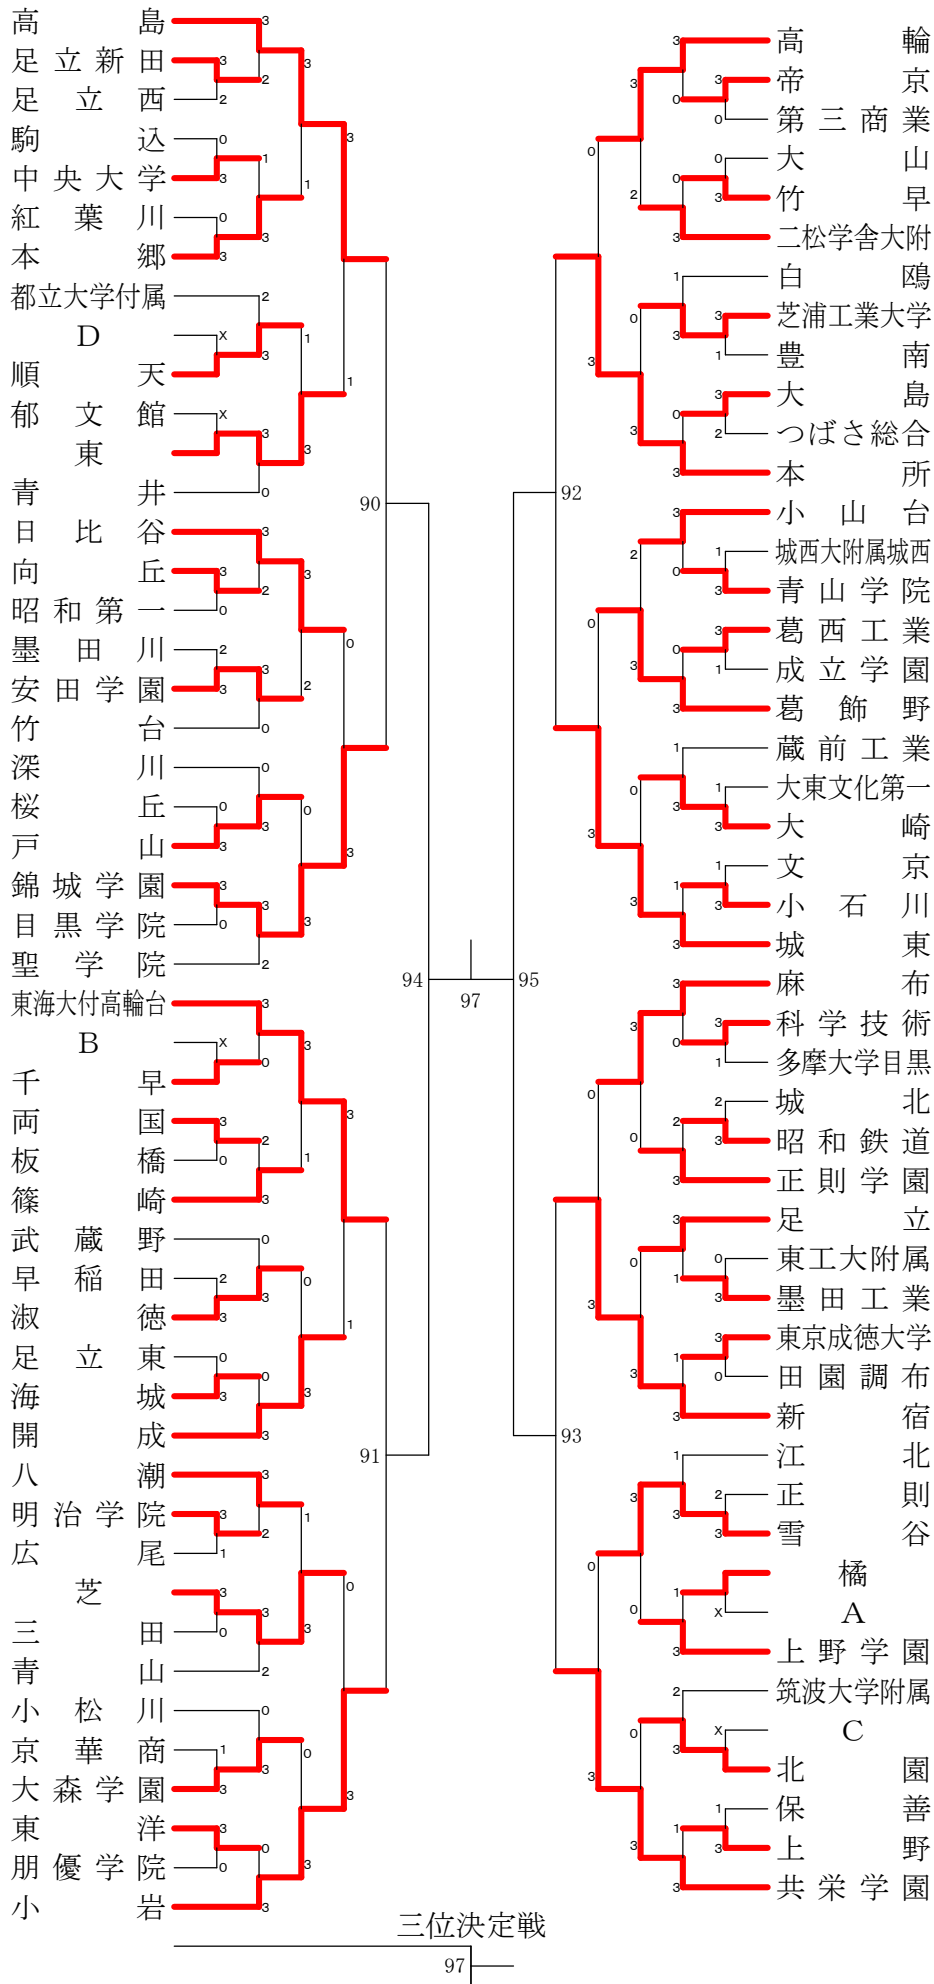 高島
足立新田
足立西
駒込
中央大学
紅葉川
本郷
都立大学付属
D
順天
郁文館
東
青井
日比谷
向丘
昭和第一
墨田川
安田学園
竹台
深川
桜丘
戸山
錦城学園
目黒学院
聖学院
東海大付高輪台
B
千早
両国
板橋
篠崎
武蔵野
早稲田
淑徳
足立東
海城
開成
八潮
明治学院
広尾
芝
三田
青山
小松川
京華商
大森学園
東洋
朋優学院
小岩
90
91
94
97
95
92
93
高輪
帝京
第三商業
大山
竹早
二松学舎大附
白鴎
芝浦工業大学
豊南
大島
つばさ総合
本所
小山台
城西大附属城西
青山学院
葛西工業
成立学園
葛飾野
蔵前工業
大東文化第一
大崎
文京
小石川
城東
麻布
科学技術
多摩大学目黒
城北
昭和鉄道
正則学園
足立
東工大附属
墨田工業
東京成徳大学
田園調布
新宿
江北
正則
雪谷
橘
A
上野学園
筑波大学附属
C
北園
保善
上野
共栄学園
三位決定戦
97